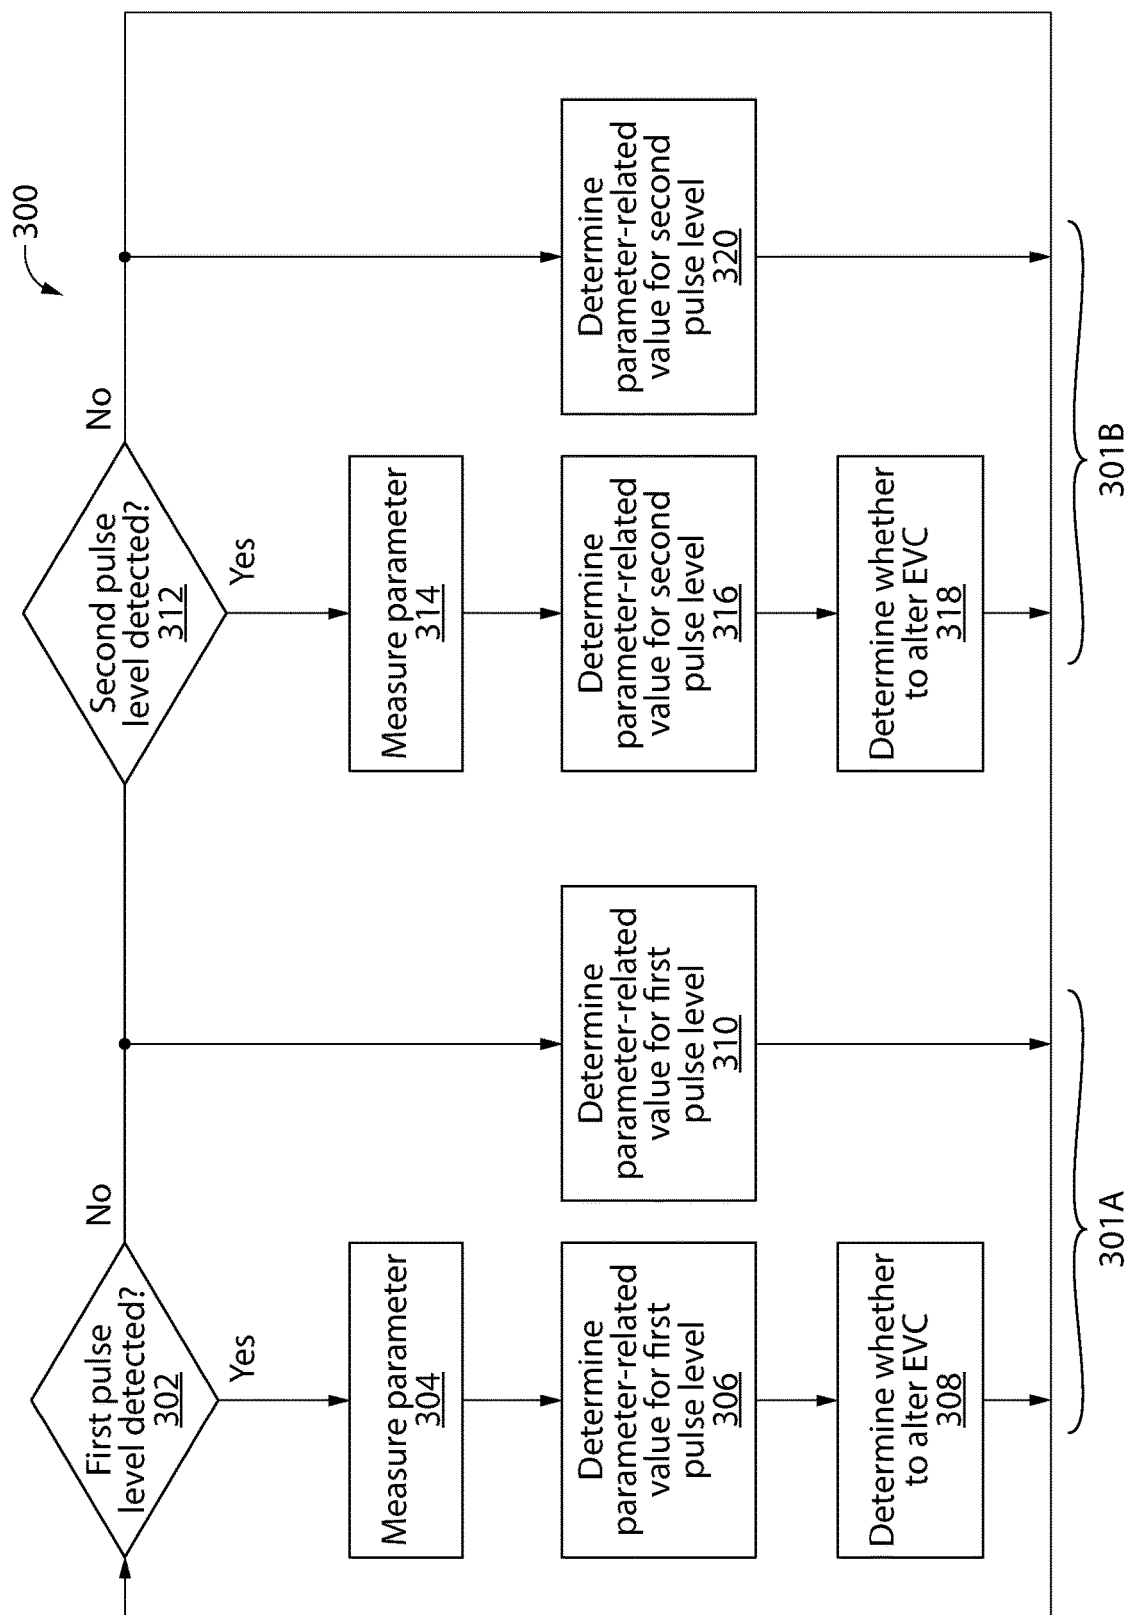 300
First pulse
level detected?
302
No
Yes
Measure parameter
304
Determine
parameter-related
value for first
pulse level
306
Determine whether
to alter EVC
308
Determine
parameter-related
value for first
pulse level
310
301A
Second pulse
level detected?
312
No
Yes
Measure parameter
314
Determine
parameter-related
value for second
pulse level
316
Determine whether
to alter EVC
318
Determine
parameter-related
value for second
pulse level
320
301B